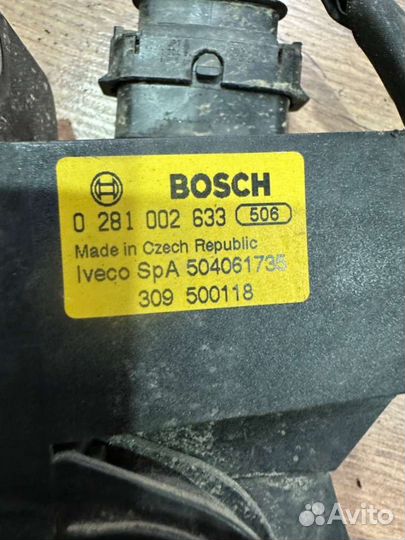 BOSCH
0 281 002 633 506
Made in Czech Republic
Iveco SpA 504061735
309 500118
Avito